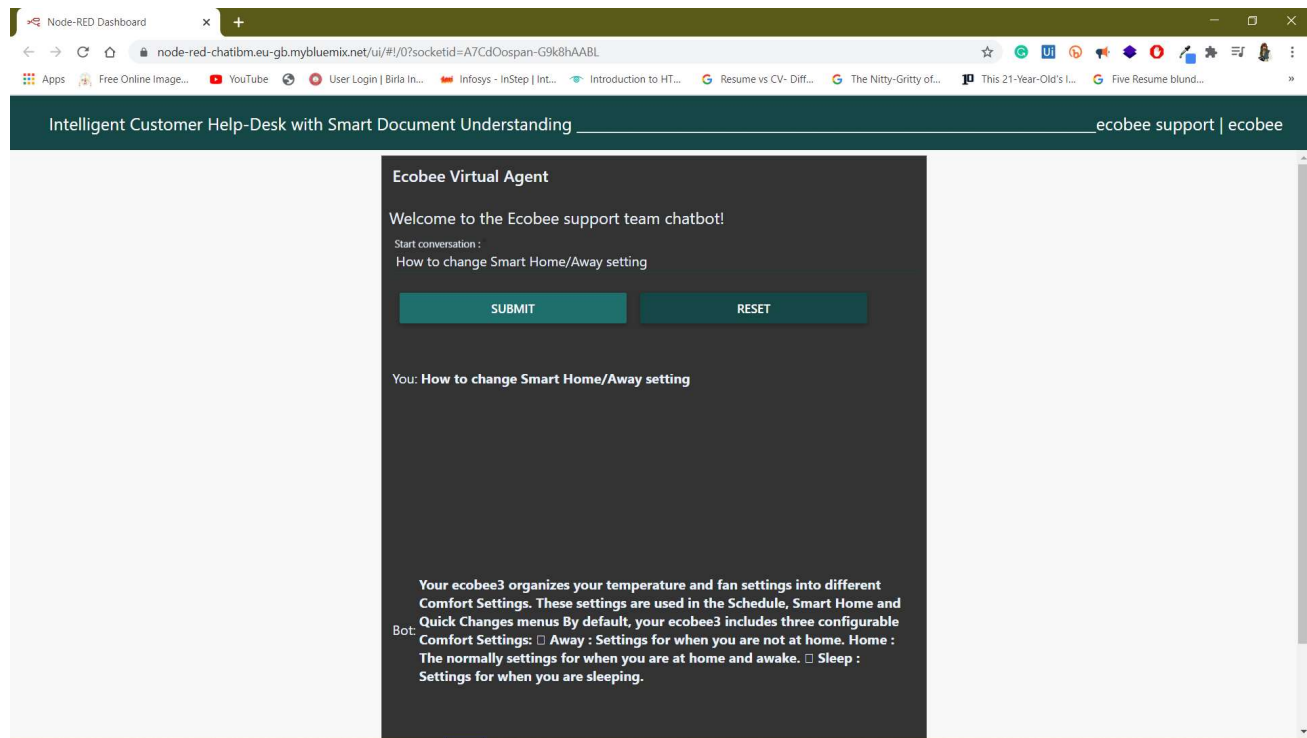 Node-RED Dashboard
node-red-chatibm.eu-gb.mybluemix.net/ui/#!/0?socketid=A7CdOospan-G9k8hAABL
Apps Free Online Image... YouTube User Login | Birla In... Infosys - InStep | Int... Introduction to HT... Resume vs CV- Diff... The Nitty-Gritty of... This 21-Year-Old's I... Five Resume blund... »
Intelligent Customer Help-Desk with Smart Document Understanding ecobee support | ecobee
Ecobee Virtual Agent
Welcome to the Ecobee support team chatbot!
Start conversation :
How to change Smart Home/Away setting
SUBMIT RESET
You: How to change Smart Home/Away setting
Your ecobee3 organizes your temperature and fan settings into different
Comfort Settings. These settings are used in the Schedule, Smart Home and
Quick Changes menus By default, your ecobee3 includes three configurable
Bot: Comfort Settings: □ Away : Settings for when you are not at home. Home :
The normally settings for when you are at home and awake. □ Sleep :
Settings for when you are sleeping.